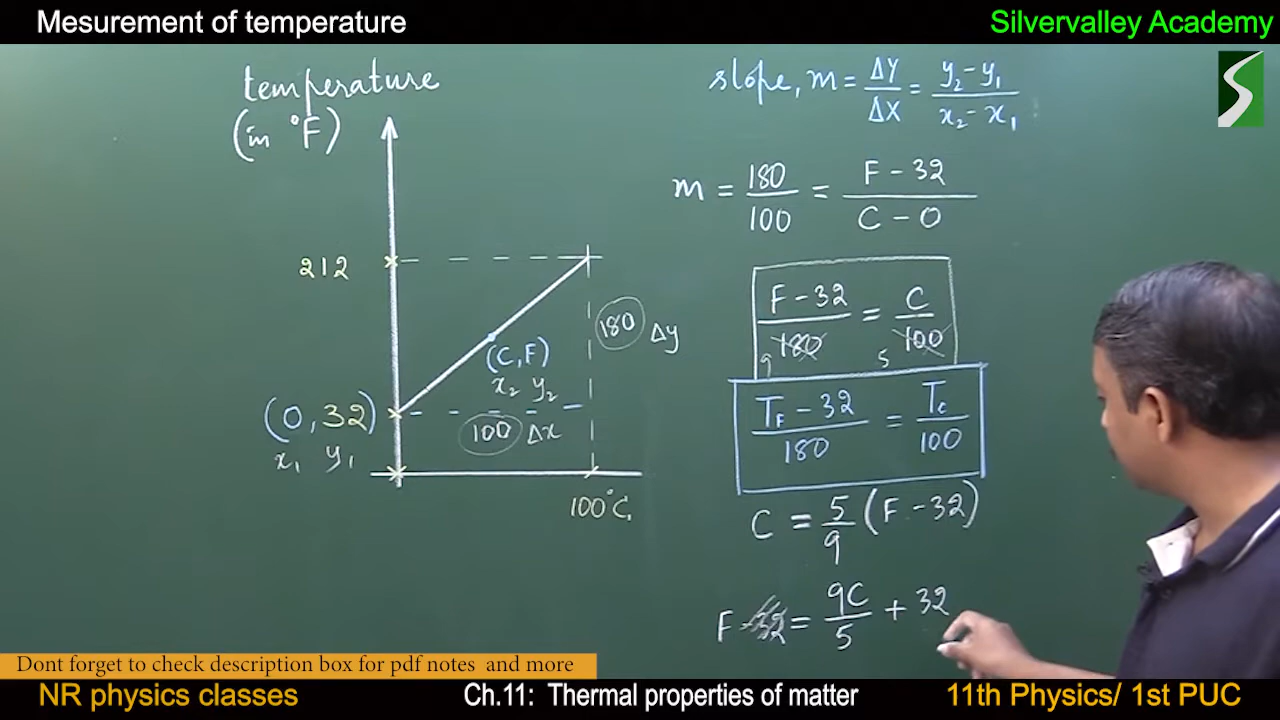 Mesurement of temperature
Silvervalley Academy
temperature
(in °F)
212
(C, F)
x₂ y₂
180 Δy
(0, 32)
x₁ y₁
100 Δx
100°C
slope, m = ΔY/ΔX = y₂ - y₁/x₂ - x₁
m = 180/100 = F - 32/C - 0
F - 32/180 = C/100
9 5
T_F - 32/180 = T_C/100
C = 5/9 (F - 32)
F - 32 = 9C/5 + 32
Dont forget to check description box for pdf notes and more
NR physics classes
Ch.11: Thermal properties of matter
11th Physics/ 1st PUC